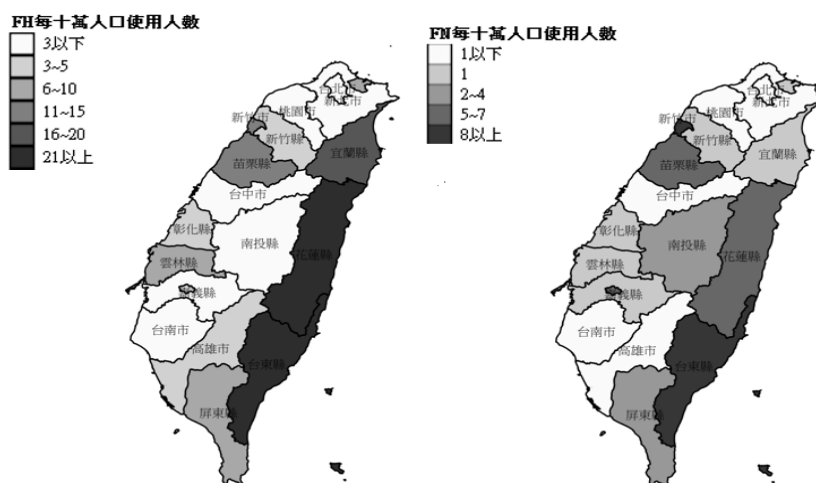 FH每十萬人口使用人數
3以下
3~5
6~10
11~15
16~20
21以上
台北市
新北市
桃園市
新竹市
新竹縣
宜蘭縣
苗栗縣
台中市
彰化縣
南投縣
花蓮縣
雲林縣
嘉義縣
台南市
高雄市
台東縣
屏東縣
FN每十萬人口使用人數
1以下
1
2~4
5~7
8以上
台北市
新北市
桃園市
新竹市
新竹縣
宜蘭縣
苗栗縣
台中市
彰化縣
南投縣
花蓮縣
雲林縣
嘉義縣
台南市
高雄市
台東縣
屏東縣